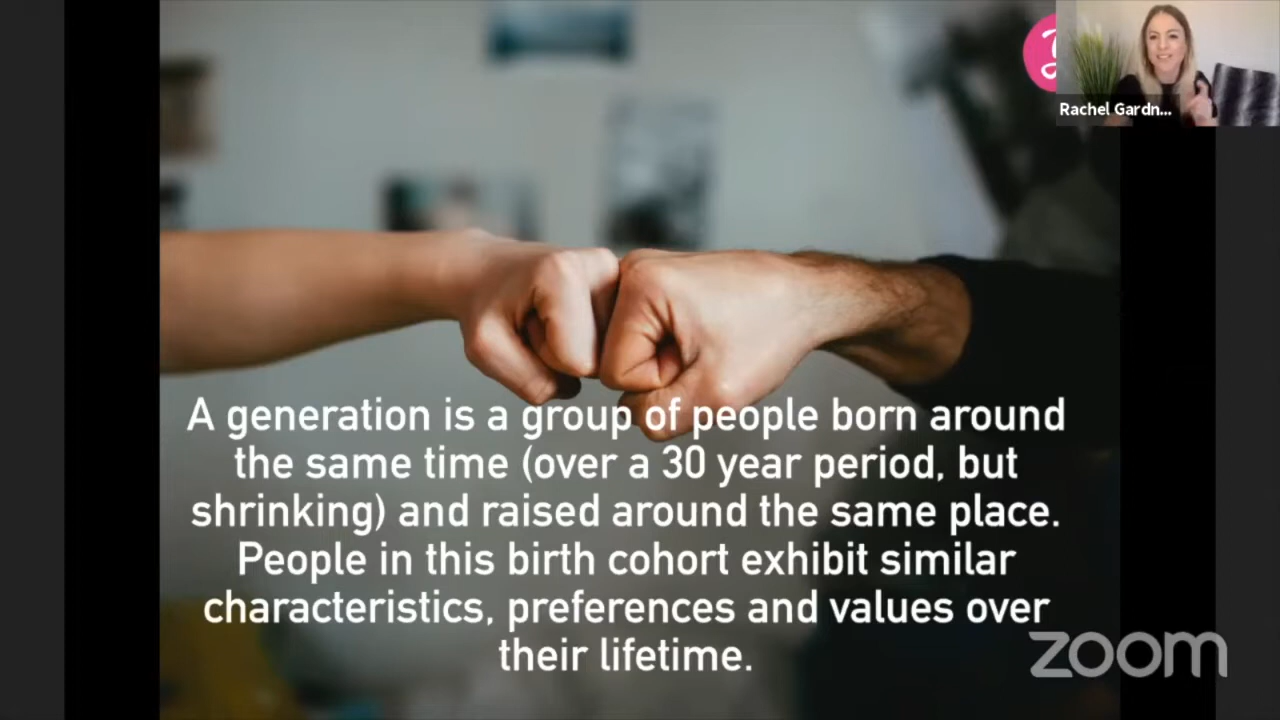 Rachel Gardn...
A generation is a group of people born around
the same time (over a 30 year period, but
shrinking) and raised around the same place.
People in this birth cohort exhibit similar
characteristics, preferences and values over
their lifetime.
zoom